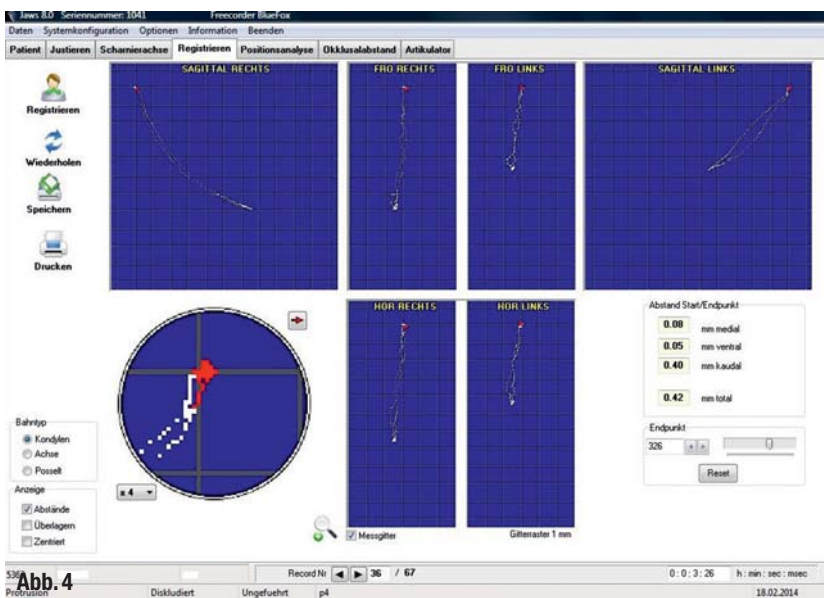 Jaws 8.0 Seriennummer: 1041 Freecorder BlueFox
Daten Systemkonfiguration Optionen Information Beenden
Patient Justieren Scharnierachse Registrieren Positionsanalyse Okklusalabstand Artikulator
SAGITTAL RECHTS FRO RECHTS FRO LINKS SAGITTAL LINKS
Registrieren
Wiederholen
Speichern
Drucken
HOR RECHTS HOR LINKS
Abstand Start/Endpunkt
0.08 mm medial
0.05 mm ventral
0.40 mm kaudal
0.42 mm total
Bahntyp
Kondylen
Achse
Posselt
Endpunkt
326
Reset
Anzeige
Abstände
Überlagern
Zentriert
x 4
Messgitter Gitterraster 1 mm
Abb. 4
Record Nr 36 / 67 0 : 0 : 3 : 26 h : min : sec : msec
Protrusion Diskludiert Ungefuehrt p4 18.02.2014